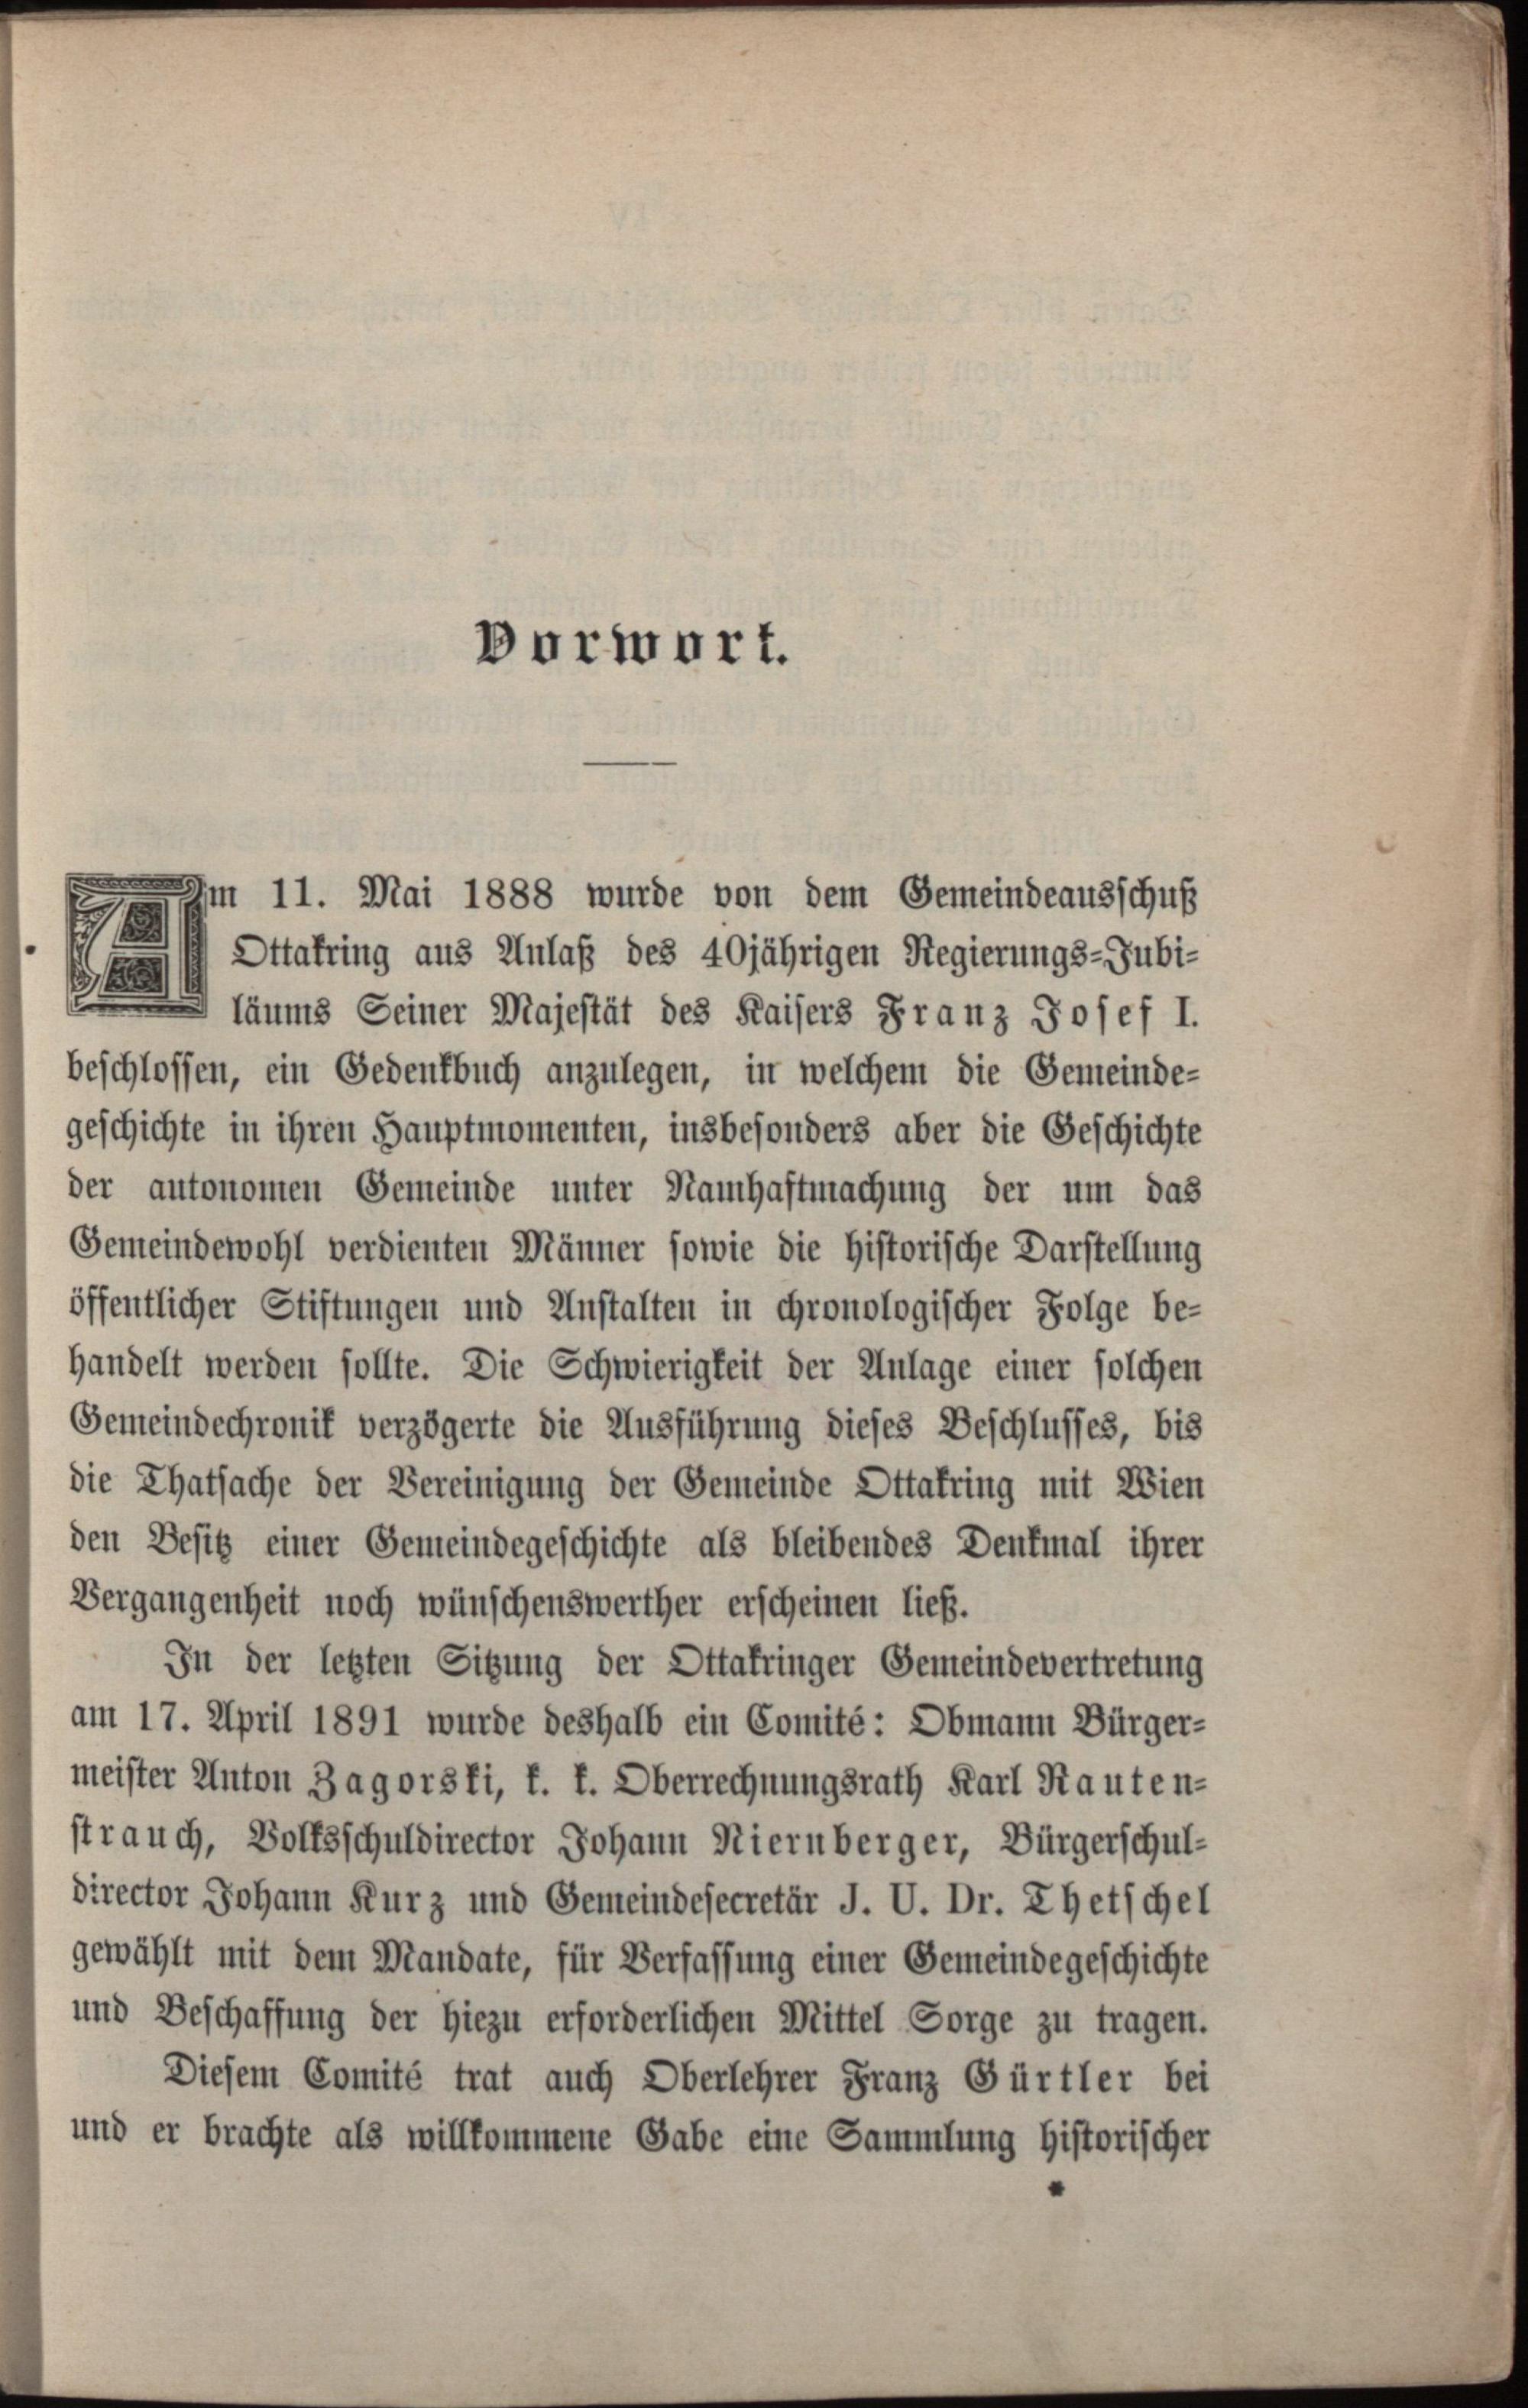 Vorwort.
Am 11. Mai 1888 wurde von dem Gemeindeausschuß
Ottakring aus Anlaß des 40jährigen Regierungs-Jubi-
läums Seiner Majestät des Kaisers Franz Josef I.
beschlossen, ein Gedenkbuch anzulegen, in welchem die Gemeinde-
geschichte in ihren Hauptmomenten, insbesonders aber die Geschichte
der autonomen Gemeinde unter Namhaftmachung der um das
Gemeindewohl verdienten Männer sowie die historische Darstellung
öffentlicher Stiftungen und Anstalten in chronologischer Folge be-
handelt werden sollte. Die Schwierigkeit der Anlage einer solchen
Gemeindechronik verzögerte die Ausführung dieses Beschlusses, bis
die Thatsache der Vereinigung der Gemeinde Ottakring mit Wien
den Besitz einer Gemeindegeschichte als bleibendes Denkmal ihrer
Vergangenheit noch wünschenswerther erscheinen ließ.
In der letzten Sitzung der Ottakringer Gemeindevertretung
am 17. April 1891 wurde deshalb ein Comité: Obmann Bürger-
meister Anton Zagorski, k. k. Oberrechnungsrath Karl Rauten-
strauch, Volksschuldirector Johann Niernberger, Bürgerschul-
director Johann Kurz und Gemeindesecretär J. U. Dr. Thetschel
gewählt mit dem Mandate, für Verfassung einer Gemeindegeschichte
und Beschaffung der hiezu erforderlichen Mittel Sorge zu tragen.
Diesem Comité trat auch Oberlehrer Franz Gürtler bei
und er brachte als willkommene Gabe eine Sammlung historischer
*